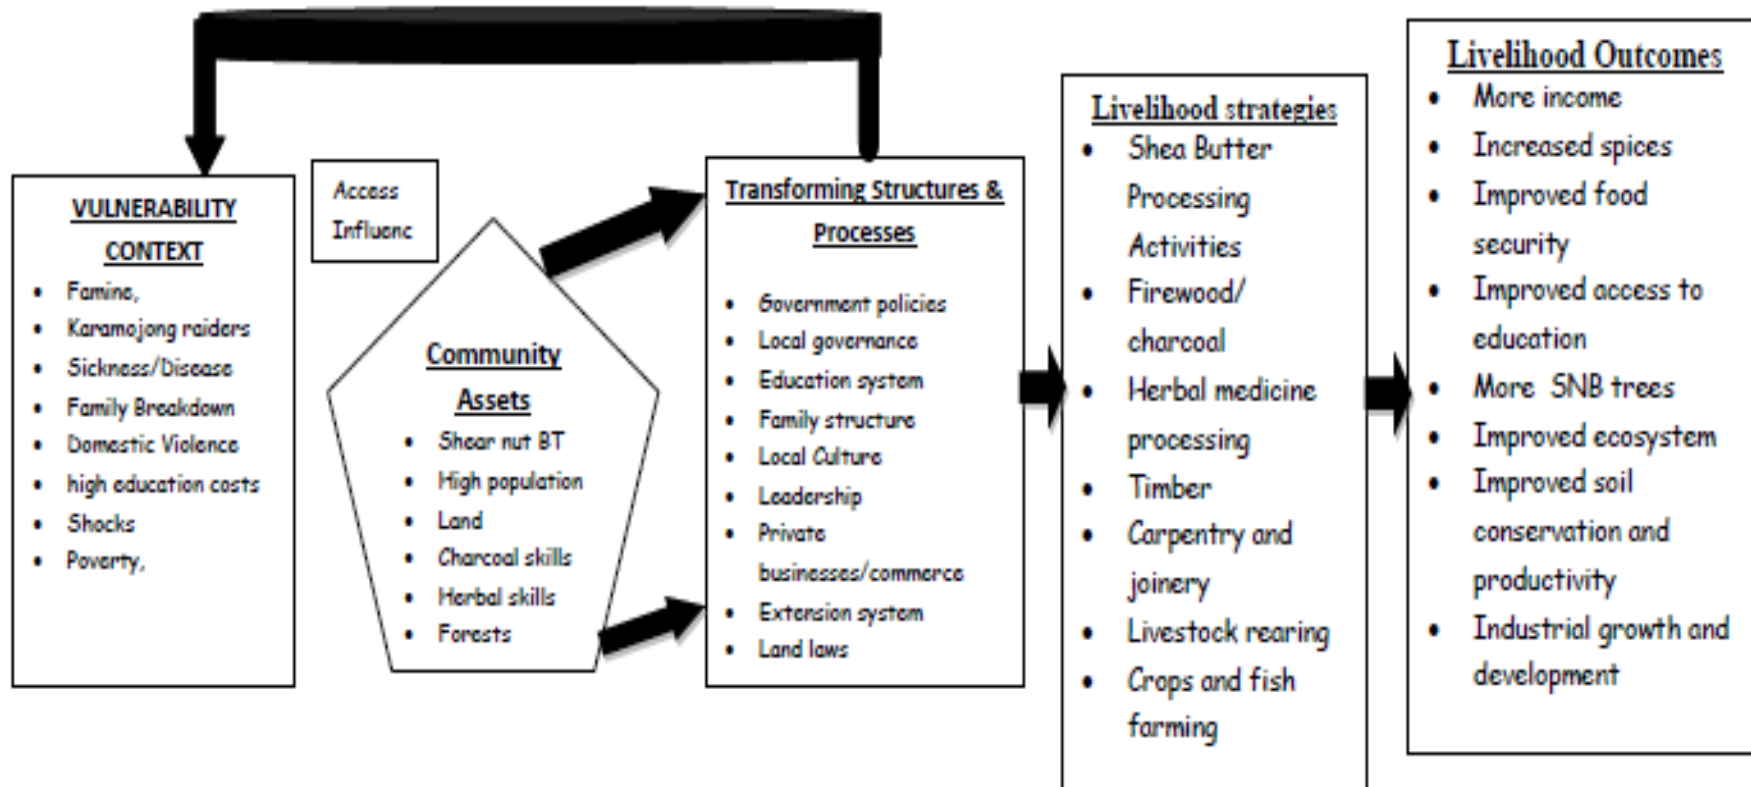 VULNERABILITY
CONTEXT
• Famine,
• Karamojong raiders
• Sickness/Disease
• Family Breakdown
• Domestic Violence
• high education costs
• Shocks
• Poverty,
Access
Influenc
Community
Assets
• Shear nut BT
• High population
• Land
• Charcoal skills
• Herbal skills
• Forests
Transforming Structures &
Processes
• Government policies
• Local governance
• Education system
• Family structure
• Local Culture
• Leadership
• Private
businesses/commerce
• Extension system
• Land laws
Livelihood strategies
• Shea Butter
Processing
Activities
• Firewood/
charcoal
• Herbal medicine
processing
• Timber
• Carpentry and
joinery
• Livestock rearing
• Crops and fish
farming
Livelihood Outcomes
• More income
• Increased spices
• Improved food
security
• Improved access to
education
• More SNB trees
• Improved ecosystem
• Improved soil
conservation and
productivity
• Industrial growth and
development